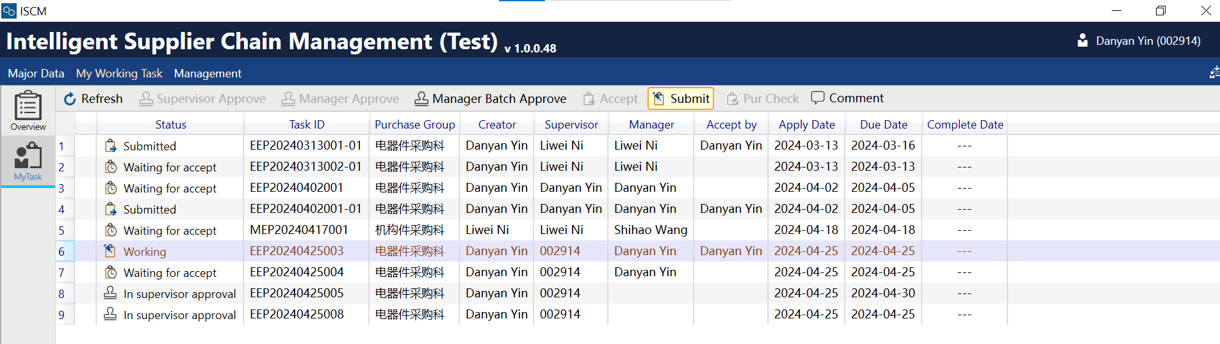 ISCM
Intelligent Supplier Chain Management (Test) v 1.0.0.48 Danyan Yin (002914)
Major Data My Working Task Management
Refresh Supervisor Approve Manager Approve Manager Batch Approve Accept Submit Pur Check Comment
Overview
MyTask
Status Task ID Purchase Group Creator Supervisor Manager Accept by Apply Date Due Date Complete Date
1 Submitted EEP20240313001-01 电器件采购科 Danyan Yin Liwei Ni Liwei Ni Danyan Yin 2024-03-13 2024-03-16 ---
2 Waiting for accept EEP20240313002-01 电器件采购科 Danyan Yin Liwei Ni Liwei Ni 2024-03-13 2024-03-13 ---
3 Waiting for accept EEP20240402001 电器件采购科 Danyan Yin Danyan Yin Danyan Yin 2024-04-02 2024-04-05 ---
4 Submitted EEP20240402001-01 电器件采购科 Danyan Yin Danyan Yin Danyan Yin Danyan Yin 2024-04-02 2024-04-05 ---
5 Waiting for accept MEP20240417001 机构件采购科 Liwei Ni Liwei Ni Shihao Wang 2024-04-18 2024-04-18 ---
6 Working EEP20240425003 电器件采购科 Danyan Yin 002914 Danyan Yin Danyan Yin 2024-04-25 2024-04-25 ---
7 Waiting for accept EEP20240425004 电器件采购科 Danyan Yin 002914 Danyan Yin 2024-04-25 2024-04-25 ---
8 In supervisor approval EEP20240425005 电器件采购科 Danyan Yin 002914 2024-04-25 2024-04-30 ---
9 In supervisor approval EEP20240425008 电器件采购科 Danyan Yin 002914 2024-04-25 2024-04-25 ---